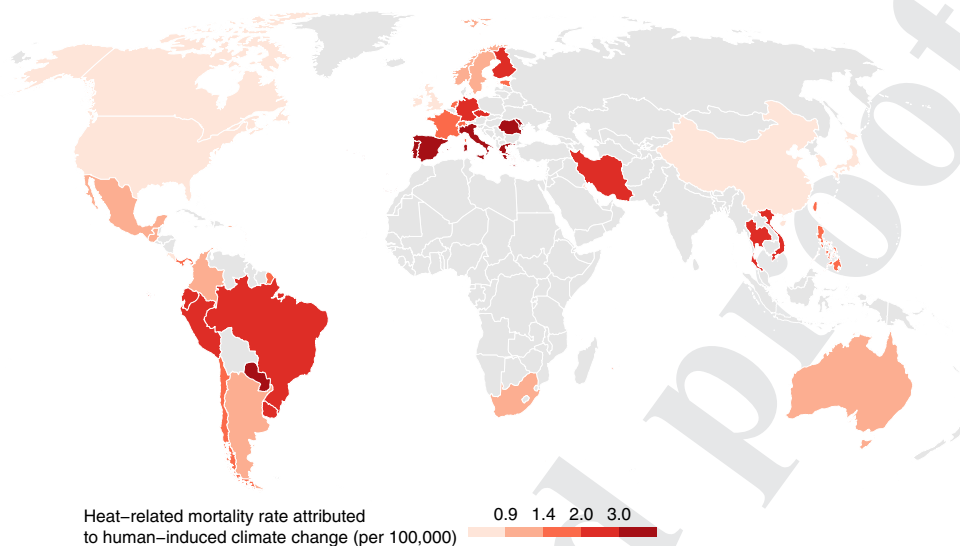 0.9 1.4 2.0 3.0
Heat−related mortality rate attributed
to human−induced climate change (per 100,000)